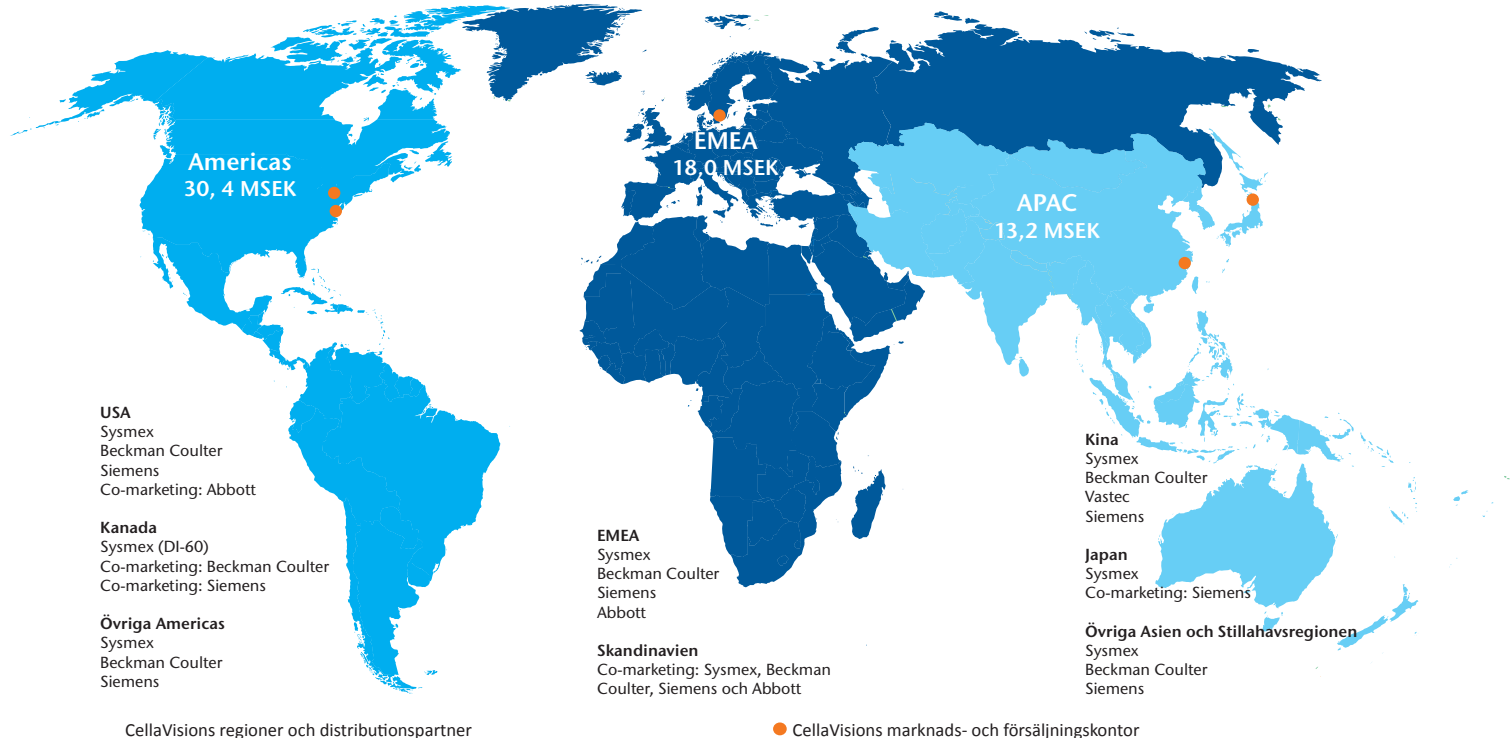 Americas
30, 4 MSEK
EMEA
18,0 MSEK
APAC
13,2 MSEK
USA
Sysmex
Beckman Coulter
Siemens
Co-marketing: Abbott
Kanada
Sysmex (DI-60)
Co-marketing: Beckman Coulter
Co-marketing: Siemens
Övriga Americas
Sysmex
Beckman Coulter
Siemens
EMEA
Sysmex
Beckman Coulter
Siemens
Abbott
Skandinavien
Co-marketing: Sysmex, Beckman
Coulter, Siemens och Abbott
Kina
Sysmex
Beckman Coulter
Vastec
Siemens
Japan
Sysmex
Co-marketing: Siemens
Övriga Asien och Stillahavsregionen
Sysmex
Beckman Coulter
Siemens
CellaVisions regioner och distributionspartner
CellaVisions marknads- och försäljningskontor